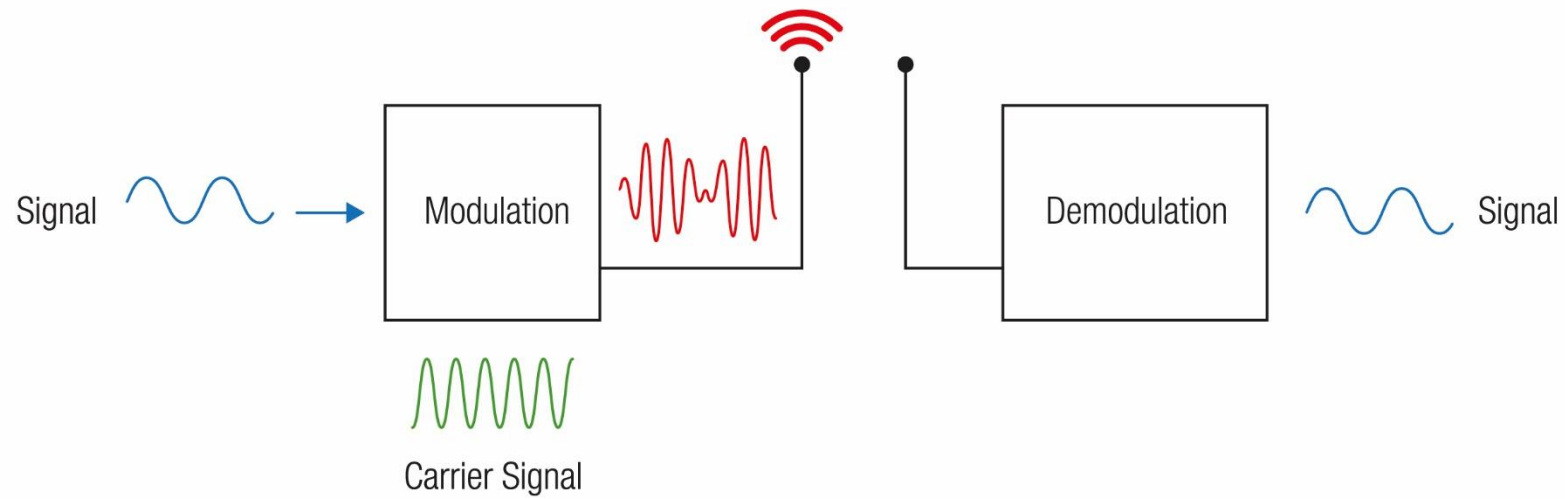 Signal
Modulation
Demodulation
Signal
Carrier Signal